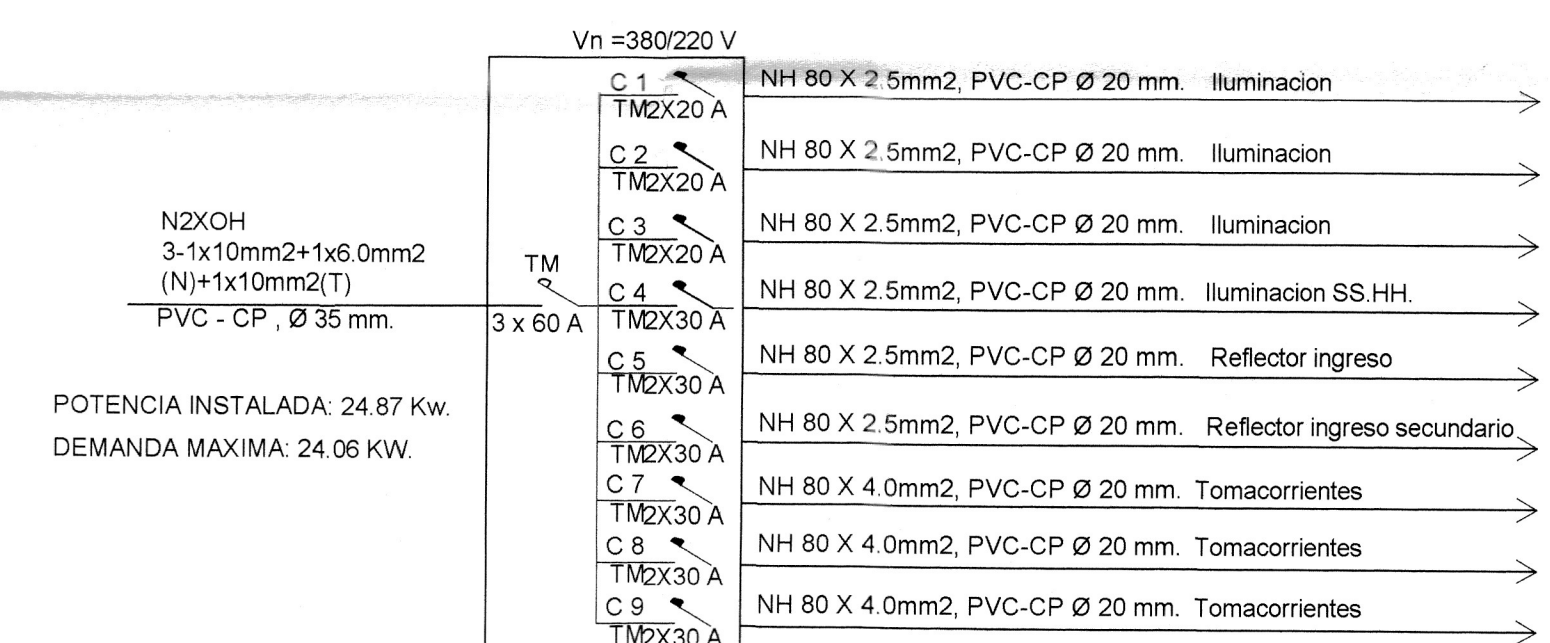 Vn =380/220 V
C 1
TM2X20 A
NH 80 X 2.5mm2, PVC-CP Ø 20 mm. Iluminacion
C 2
TM2X20 A
NH 80 X 2.5mm2, PVC-CP Ø 20 mm. Iluminacion
C 3
TM2X20 A
NH 80 X 2.5mm2, PVC-CP Ø 20 mm. Iluminacion
N2XOH
3-1x10mm2+1x6.0mm2
(N)+1x10mm2(T)
PVC - CP , Ø 35 mm.
TM
3 x 60 A
C 4
TM2X30 A
NH 80 X 2.5mm2, PVC-CP Ø 20 mm. Iluminacion SS.HH.
C 5
TM2X30 A
NH 80 X 2.5mm2, PVC-CP Ø 20 mm. Reflector ingreso
POTENCIA INSTALADA: 24.87 Kw.
DEMANDA MAXIMA: 24.06 KW.
C 6
TM2X30 A
NH 80 X 2.5mm2, PVC-CP Ø 20 mm. Reflector ingreso secundario
C 7
TM2X30 A
NH 80 X 4.0mm2, PVC-CP Ø 20 mm. Tomacorrientes
C 8
TM2X30 A
NH 80 X 4.0mm2, PVC-CP Ø 20 mm. Tomacorrientes
C 9
TM2X30 A
NH 80 X 4.0mm2, PVC-CP Ø 20 mm. Tomacorrientes